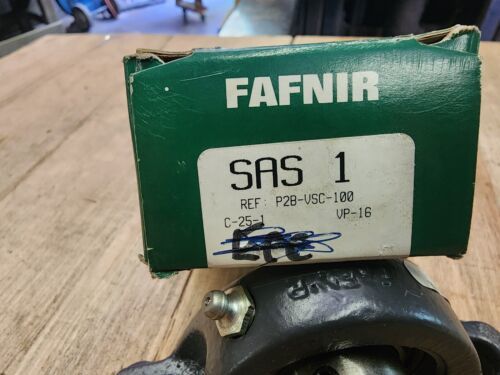 FAFNIR
SAS 1
REF: P2B-VSC-100
C-25-1 VP-16
FAFNIR